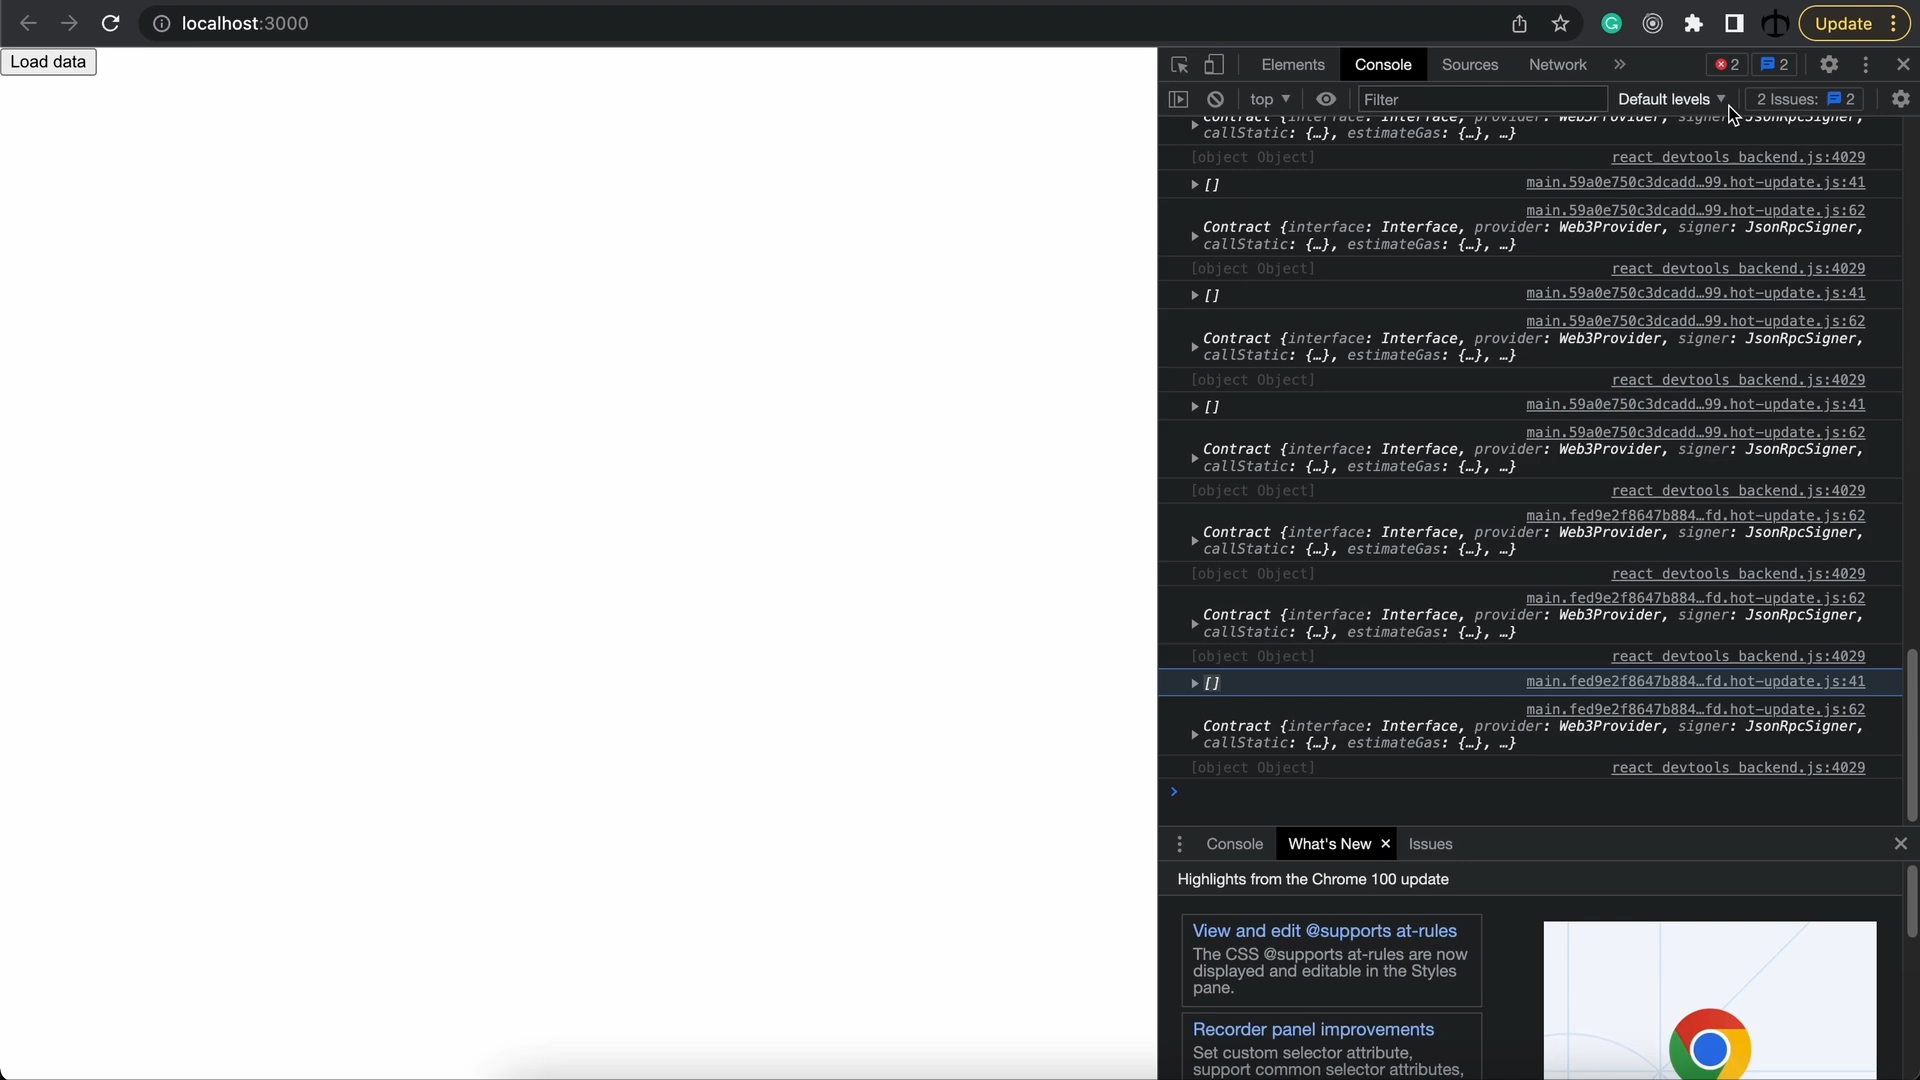 localhost:3000
Update
Load data
Elements
Console
Sources
Network
2
2
top
Filter
Default levels
2 Issues:
2
Contract {interface: Interface, provider: Web3Provider, signer: JsonRpcSigner,
callStatic: {…}, estimateGas: {…}, …}
[object Object]
react_devtools_backend.js:4029
[]
main.59a0e750c3dcadd…99.hot-update.js:41
main.59a0e750c3dcadd…99.hot-update.js:62
Contract {interface: Interface, provider: Web3Provider, signer: JsonRpcSigner,
callStatic: {…}, estimateGas: {…}, …}
[object Object]
react_devtools_backend.js:4029
[]
main.59a0e750c3dcadd…99.hot-update.js:41
main.59a0e750c3dcadd…99.hot-update.js:62
Contract {interface: Interface, provider: Web3Provider, signer: JsonRpcSigner,
callStatic: {…}, estimateGas: {…}, …}
[object Object]
react_devtools_backend.js:4029
[]
main.59a0e750c3dcadd…99.hot-update.js:41
main.59a0e750c3dcadd…99.hot-update.js:62
Contract {interface: Interface, provider: Web3Provider, signer: JsonRpcSigner,
callStatic: {…}, estimateGas: {…}, …}
[object Object]
react_devtools_backend.js:4029
main.fed9e2f8647b884…fd.hot-update.js:62
Contract {interface: Interface, provider: Web3Provider, signer: JsonRpcSigner,
callStatic: {…}, estimateGas: {…}, …}
[object Object]
react_devtools_backend.js:4029
main.fed9e2f8647b884…fd.hot-update.js:62
Contract {interface: Interface, provider: Web3Provider, signer: JsonRpcSigner,
callStatic: {…}, estimateGas: {…}, …}
[object Object]
react_devtools_backend.js:4029
[]
main.fed9e2f8647b884…fd.hot-update.js:41
main.fed9e2f8647b884…fd.hot-update.js:62
Contract {interface: Interface, provider: Web3Provider, signer: JsonRpcSigner,
callStatic: {…}, estimateGas: {…}, …}
[object Object]
react_devtools_backend.js:4029
Console
What's New
Issues
Highlights from the Chrome 100 update
View and edit @supports at-rules
The CSS @supports at-rules are now
displayed and editable in the Styles
pane.
Recorder panel improvements
Set custom selector attribute,
support common selector attributes,